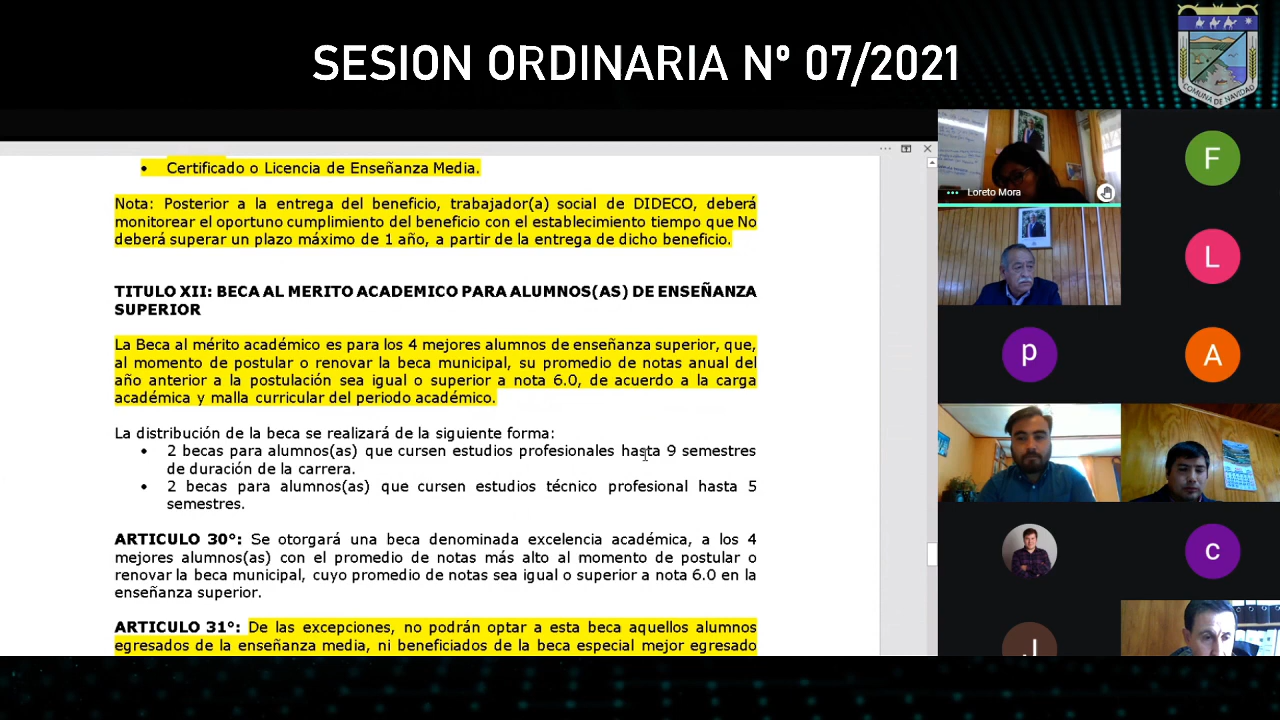 SESION ORDINARIA Nº 07/2021
COMUNA DE NAVIDAD
• Certificado o Licencia de Enseñanza Media.
Nota: Posterior a la entrega del beneficio, trabajador(a) social de DIDECO, deberá
monitorear el oportuno cumplimiento del beneficio con el establecimiento tiempo que No
deberá superar un plazo máximo de 1 año, a partir de la entrega de dicho beneficio.
TITULO XII: BECA AL MERITO ACADEMICO PARA ALUMNOS(AS) DE ENSEÑANZA
SUPERIOR
La Beca al mérito académico es para los 4 mejores alumnos de enseñanza superior, que,
al momento de postular o renovar la beca municipal, su promedio de notas anual del
año anterior a la postulación sea igual o superior a nota 6.0, de acuerdo a la carga
académica y malla curricular del periodo académico.
La distribución de la beca se realizará de la siguiente forma:
• 2 becas para alumnos(as) que cursen estudios profesionales hasta 9 semestres
de duración de la carrera.
• 2 becas para alumnos(as) que cursen estudios técnico profesional hasta 5
semestres.
ARTICULO 30°: Se otorgará una beca denominada excelencia académica, a los 4
mejores alumnos(as) con el promedio de notas más alto al momento de postular o
renovar la beca municipal, cuyo promedio de notas sea igual o superior a nota 6.0 en la
enseñanza superior.
ARTICULO 31°: De las excepciones, no podrán optar a esta beca aquellos alumnos
egresados de la enseñanza media, ni beneficiados de la beca especial mejor egresado
Loreto Mora
F
L
p
A
c
J